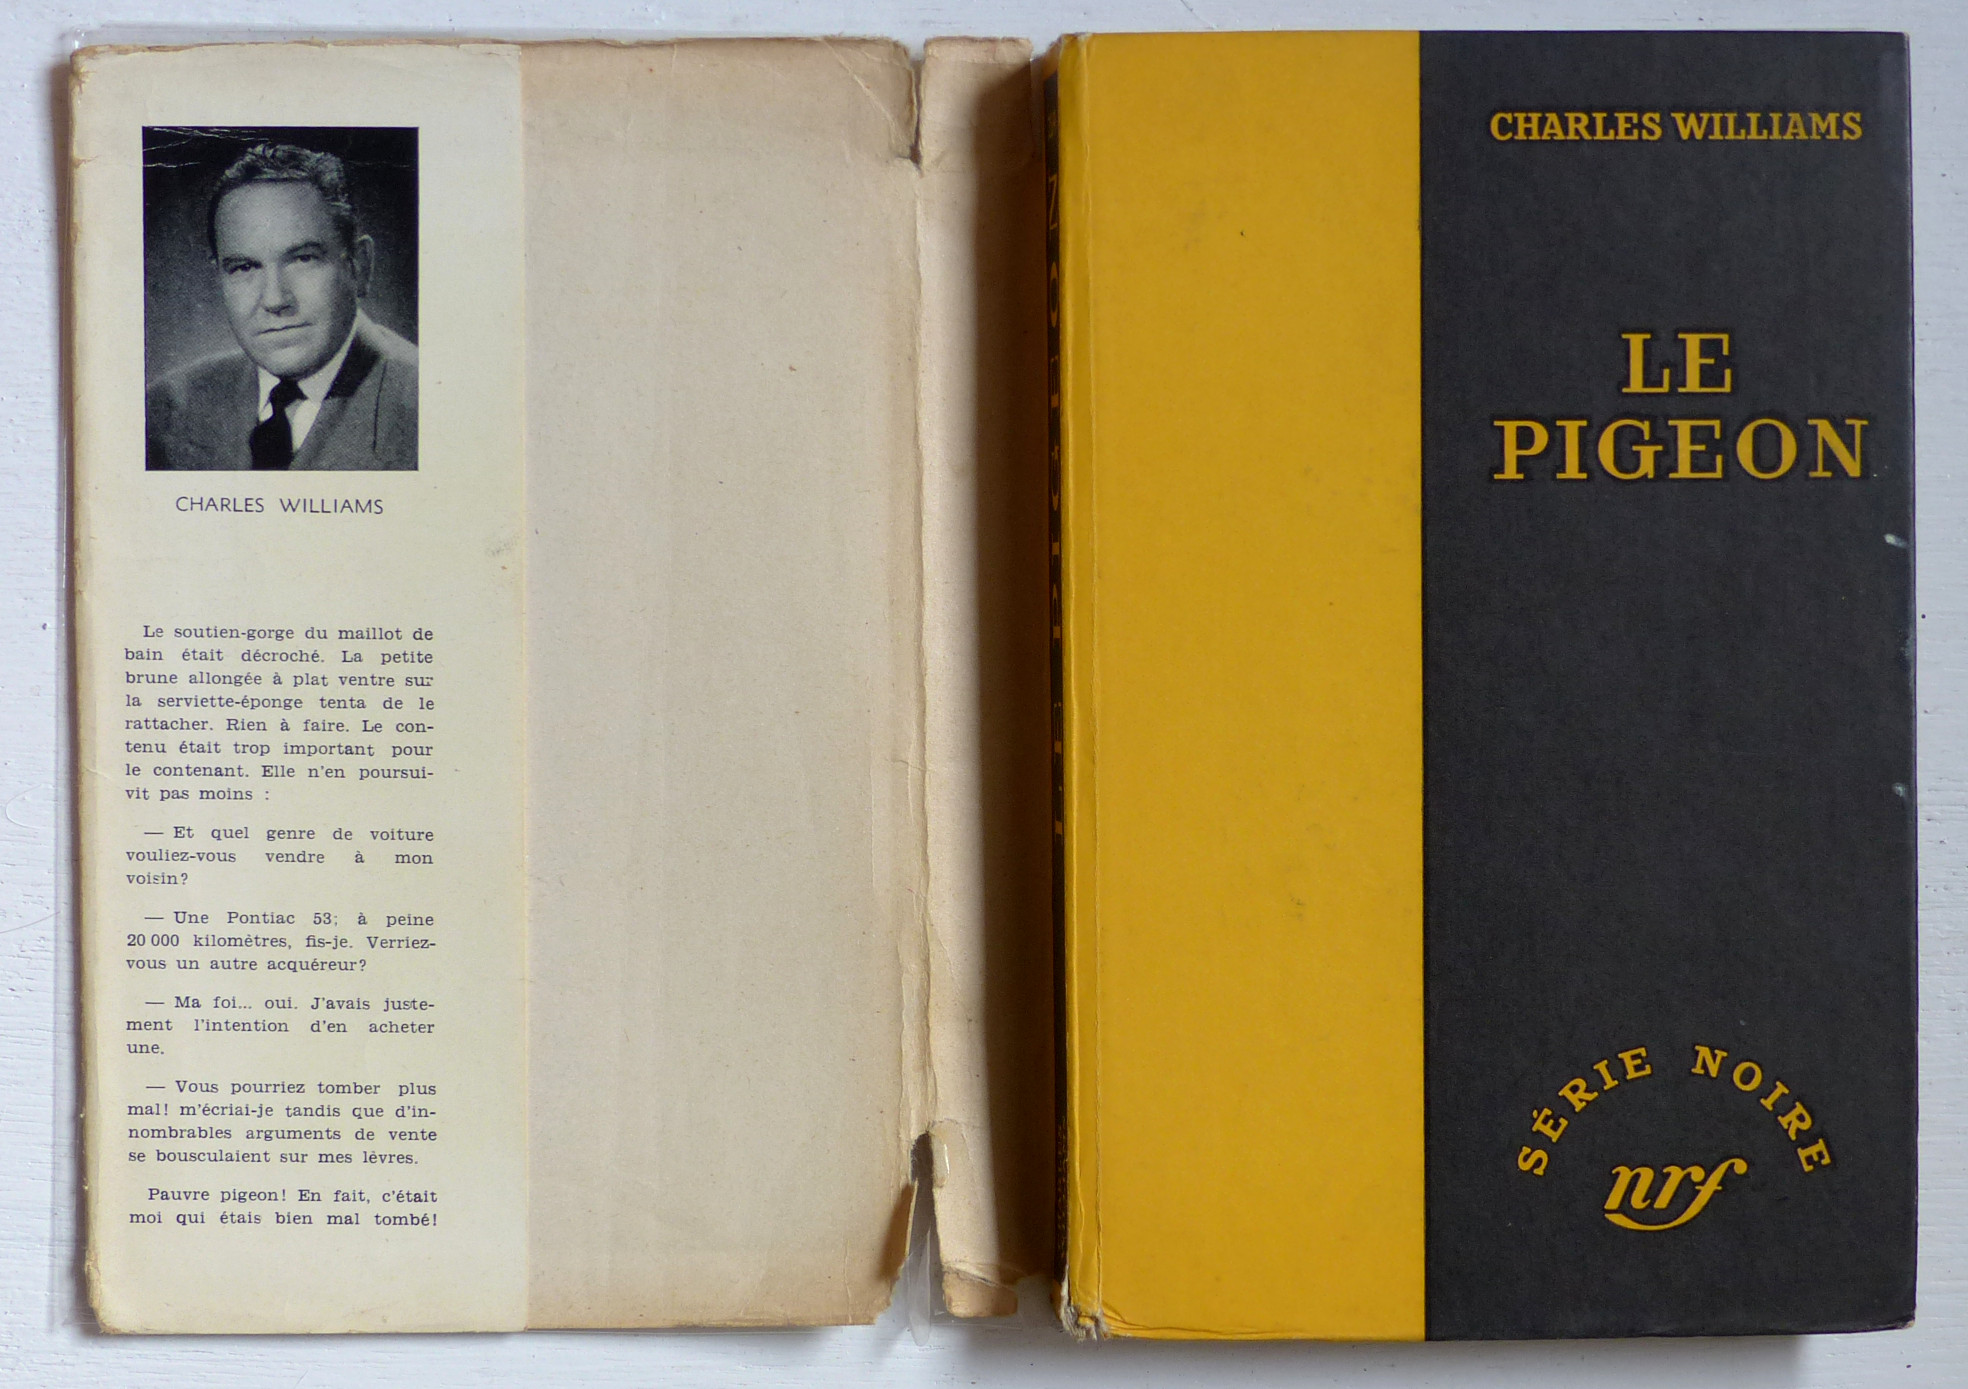 CHARLES WILLIAMS
Le soutien-gorge du maillot de
bain était décroché. La petite
brune allongée à plat ventre sur
la serviette-éponge tenta de le
rattacher. Rien à faire. Le con-
tenu était trop important pour
le contenant. Elle n'en poursui-
vit pas moins :
— Et quel genre de voiture
vouliez-vous vendre à mon
voisin?
— Une Pontiac 53; à peine
20 000 kilomètres, fis-je. Verriez-
vous un autre acquéreur?
— Ma foi... oui. J'avais juste-
ment l'intention d'en acheter
une.
— Vous pourriez tomber plus
mal! m'écriai-je tandis que d'in-
nombrables arguments de vente
se bousculaient sur mes lèvres.
Pauvre pigeon! En fait, c'était
moi qui étais bien mal tombé!
CHARLES WILLIAMS
LE
PIGEON
SÉRIE NOIRE
nrf